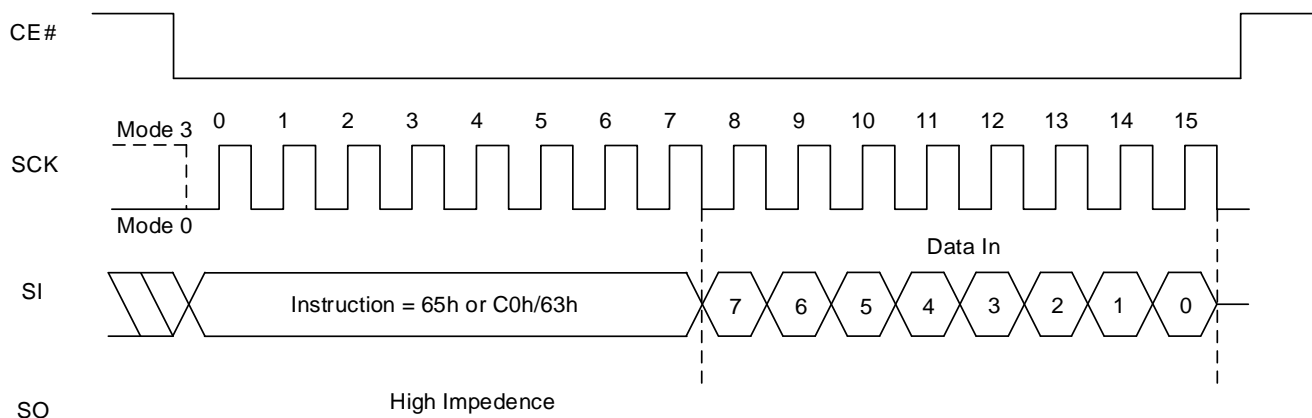 CE#
Mode 3 0 1 2 3 4 5 6 7 8 9 10 11 12 13 14 15
SCK
Mode 0
Data In
SI Instruction = 65h or C0h/63h 7 6 5 4 3 2 1 0
High Impedence
SO